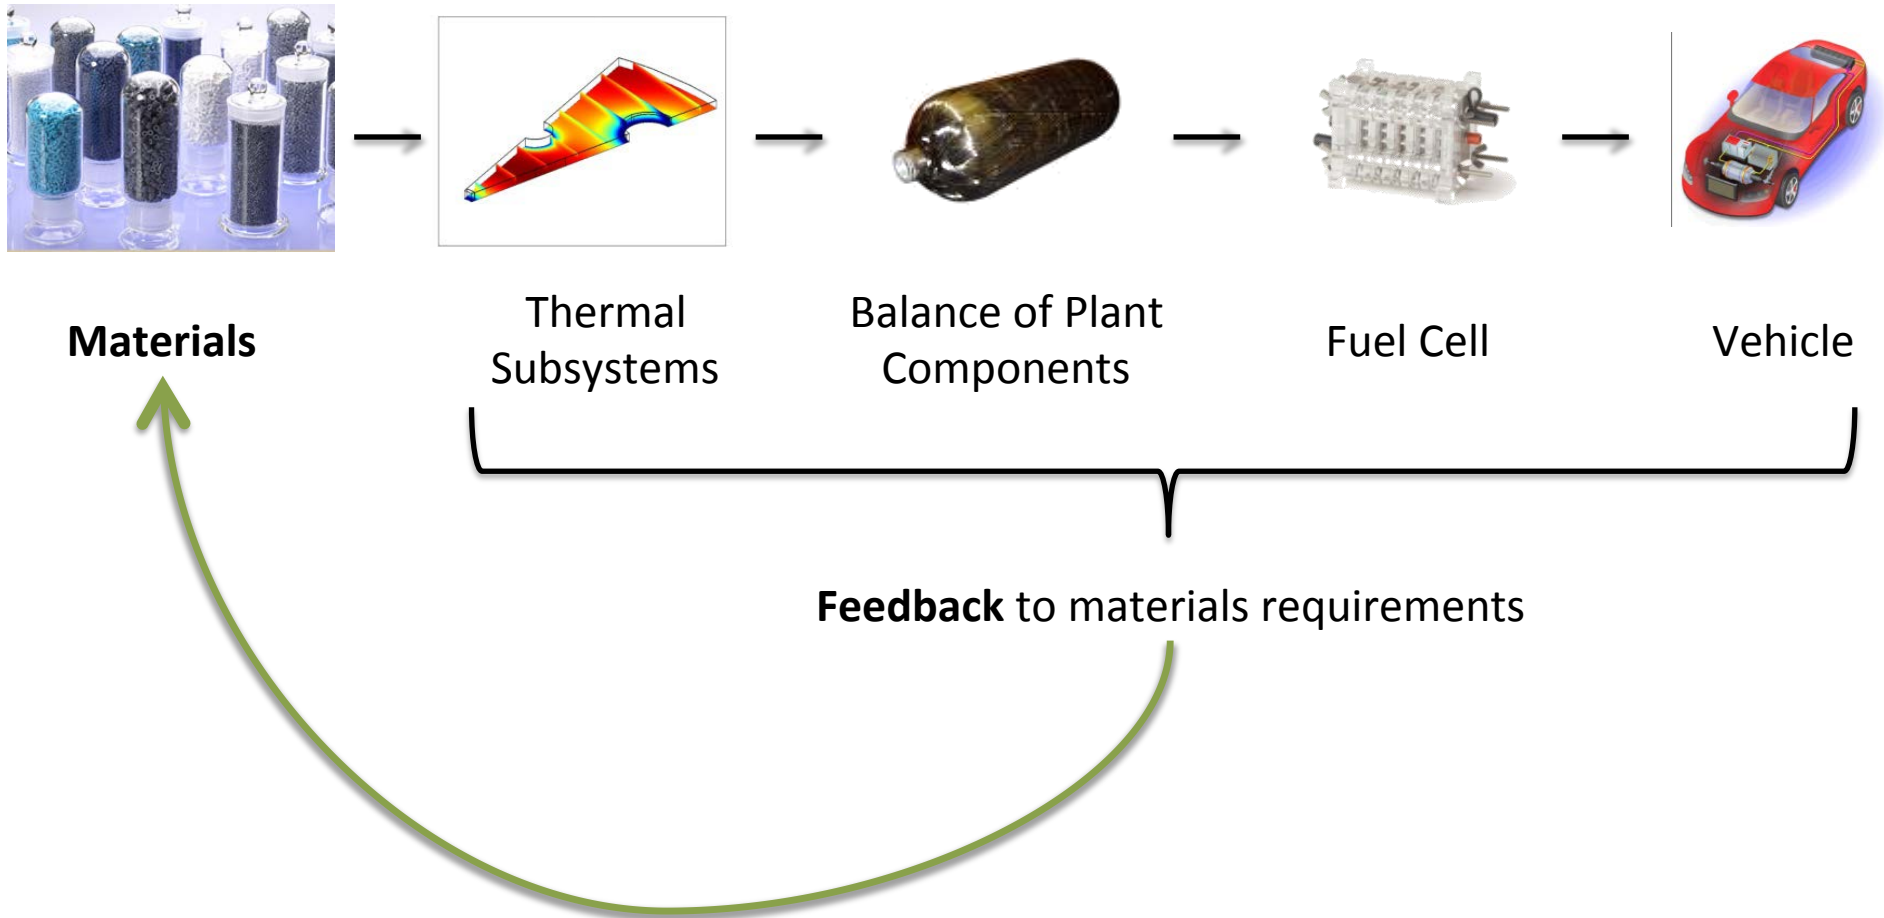 Materials
Thermal
Subsystems
Balance of Plant
Components
Fuel Cell
Vehicle
Feedback to materials requirements